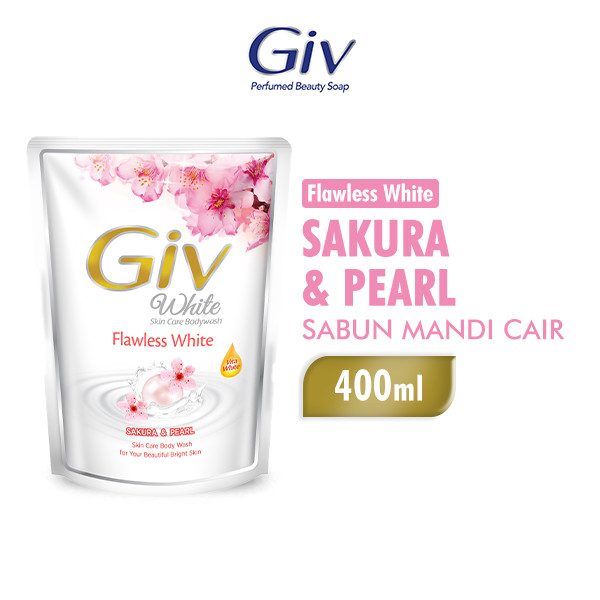 Giv
Perfumed Beauty Soap
Giv
White
Skin Care Bodywash
Flawless White
Vita White
SAKURA & PEARL
Skin Care Body Wash
for Your Beautiful Bright Skin
Flawless White
SAKURA
& PEARL
SABUN MANDI CAIR
400ml